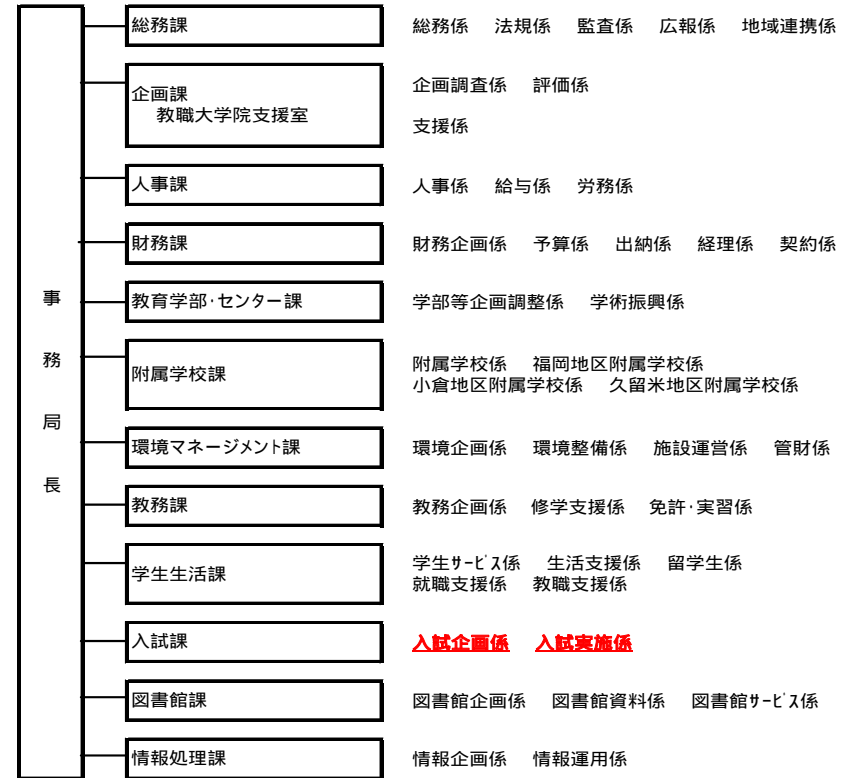 事務局長
総務課 総務係 法規係 監査係 広報係 地域連携係
企画課 企画調査係 評価係
教職大学院支援室 支援係
人事課 人事係 給与係 労務係
財務課 財務企画係 予算係 出納係 経理係 契約係
教育学部・センター課 学部等企画調整係 学術振興係
附属学校課 附属学校係 福岡地区附属学校係
小倉地区附属学校係 久留米地区附属学校係
環境マネージメント課 環境企画係 環境整備係 施設運営係 管財係
教務課 教務企画係 修学支援係 免許・実習係
学生生活課 学生ｻｰﾋﾞｽ係 生活支援係 留学生係
就職支援係 教職支援係
入試課 入試企画係 入試実施係
図書館課 図書館企画係 図書館資料係 図書館ｻｰﾋﾞｽ係
情報処理課 情報企画係 情報運用係